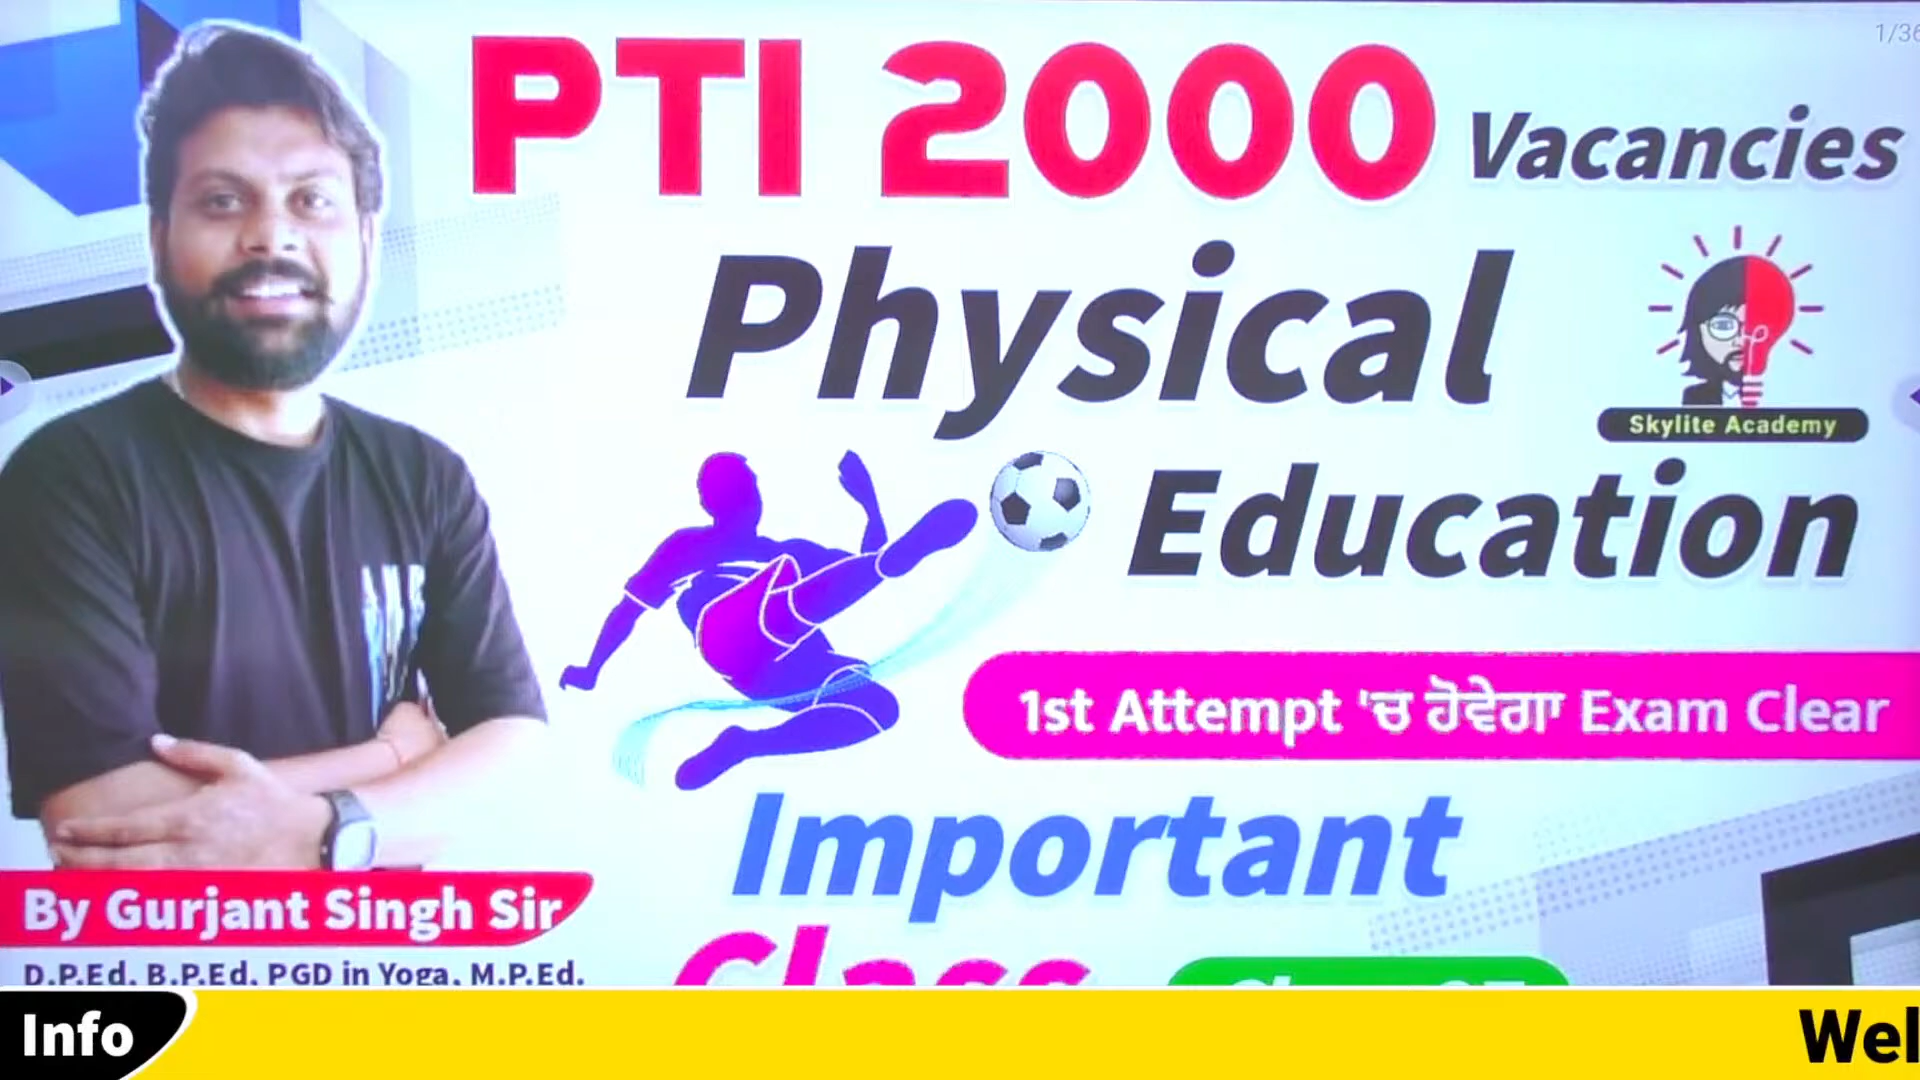 1/36
PTI 2000 Vacancies
Physical
Education
Skylite Academy
1st Attempt 'ਚ ਹੋਵੇਗਾ Exam Clear
Important
Class
By Gurjant Singh Sir
D.P.Ed, B.P.Ed, PGD in Yoga, M.P.Ed.
Info
Wel